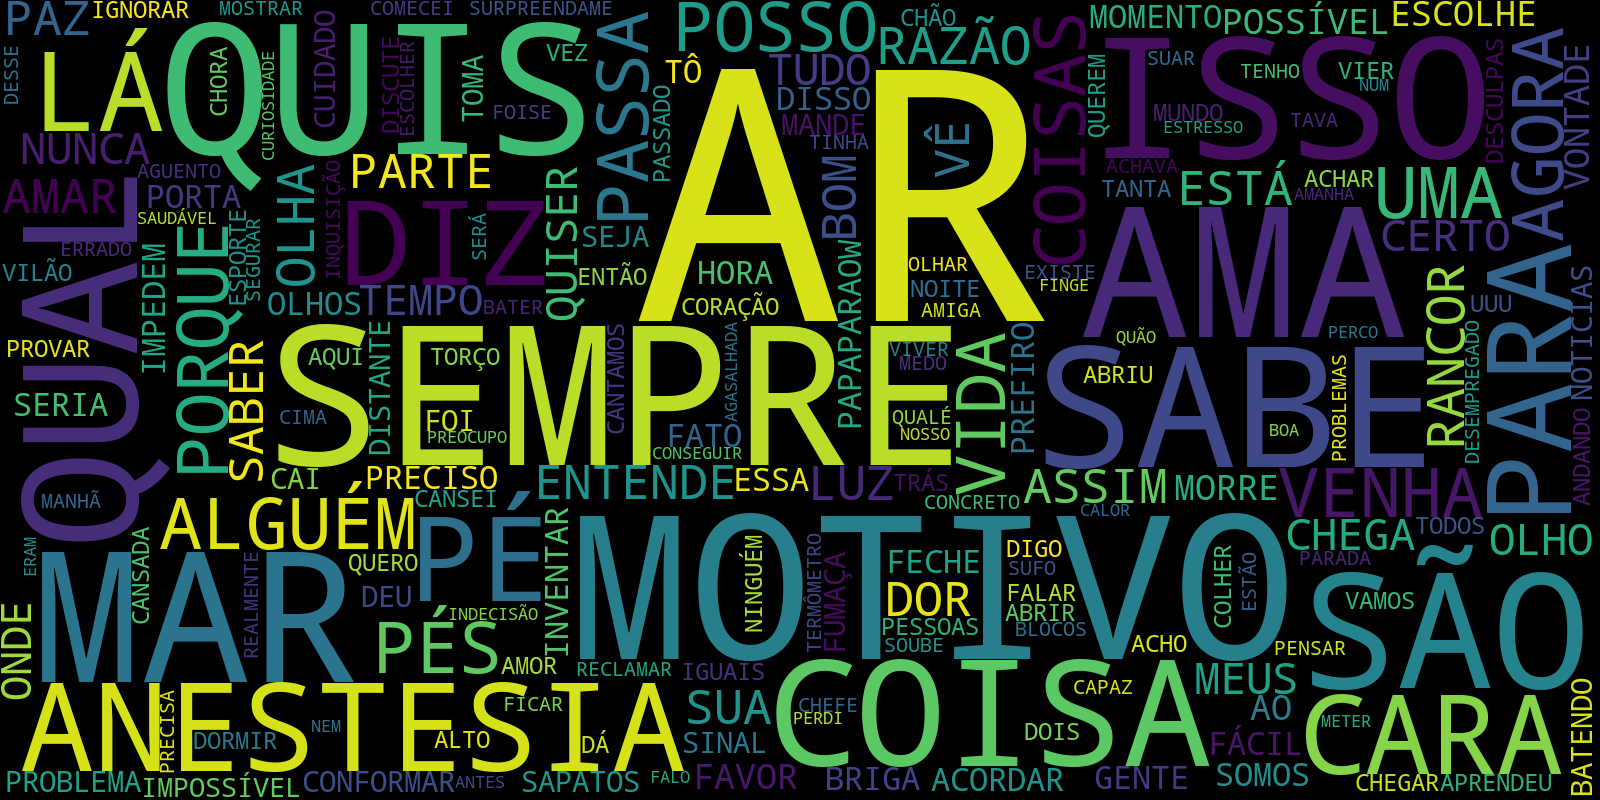 PAZ
IGNORAR
MOSTRAR
COMECEI
SURPREENDAME
POSSO
CHÃO
RAZÃO
MOMENTO
POSSÍVEL
ESCOLHE
LÁ
QUIS
CHORA
CURIOSIDADE
CUIDADO
DISCUTE
ESCOLHER
TOMA
VEZ
FOISE
PASSA
TÔ
TUDO
DISSO
MANDE
TINHA
PASSADO
COISAS
QUEREM
ISSO
SUAR
TENHO
VIER
NUM
MUNDO
ESTRESSO
TAVA
DESCULPAS
AGORA
VONTADE
DESSE
NUNCA
AGUENTO
PORTA
AMAR
SAUDÁVEL
ERRADO
VILÃO
ESPORTE
SEGURAR
OLHA
INQUISIÇÃO
PARTE
DIZ
SERÁ
QUISER
SEJA
ENTÃO
AR
VÊ
BOM
HORA
CORAÇÃO
OLHAR
NOITE
AMIGA
ACHAVA
TANTA
ESTÁ
ACHAR
AMANHA
UMA
CERTO
EXISTE
FINGE
AMA
QUÃO
PERCO
RANCOR
UUU
NOTICIAS
PARA
QUAL
IMPEDEM
PORQUE
OLHOS
TEMPO
BATER
PROVAR
SERIA
SABER
SEMPRE
AQUI
TORÇO
CIMA
DISTANTE
FOI
PREOCUPO
CANTAMOS
AGASALHADA
FATO
CONSEGUIR
PAPAPARAOW
VIVER
MEDO
QUALÉ
NOSSO
VIDA
PREFIRO
SABE
ABRIU
BOA
PROBLEMAS
DESEMPREGADO
ANDANDO
MANHÃ
CAI
PRECISO
CANSEI
ENTENDE
ESSA
LUZ
TRÁS
CONCRETO
ASSIM
MORRE
CALOR
VENHA
CHEGA
TODOS
OLHO
ERAM
CANSADA
ALGUÉM
PÉ
MOTIVO
NINGUÉM
TERMÔMETRO
FUMAÇA
FECHE
DOR
PESSOAS
SOUBE
DIGO
SUFO
FALAR
ABRIR
BLOCOS
ACHO
COLHER
ESTÃO
PARADA
VAMOS
PENSAR
SÃO
ONDE
MAR
REALMENTE
QUERO
DEU
INDECISÃO
PÉS
AMOR
INVENTAR
RECLAMAR
IGUAIS
COISA
CAPAZ
MEUS
ANESTESIA
PRECISA
DORMIR
NEM
ALTO
FICAR
DÁ
SUA
SINAL
CHEFE
PERDI
DOIS
AO
FÁCIL
CARA
METER
BATENDO
PROBLEMA
IMPOSSÍVEL
CONFORMAR
ANTES
SAPATOS
FALO
FAVOR
BRIGA
ACORDAR
GENTE
SOMOS
CHEGAR
APRENDEU